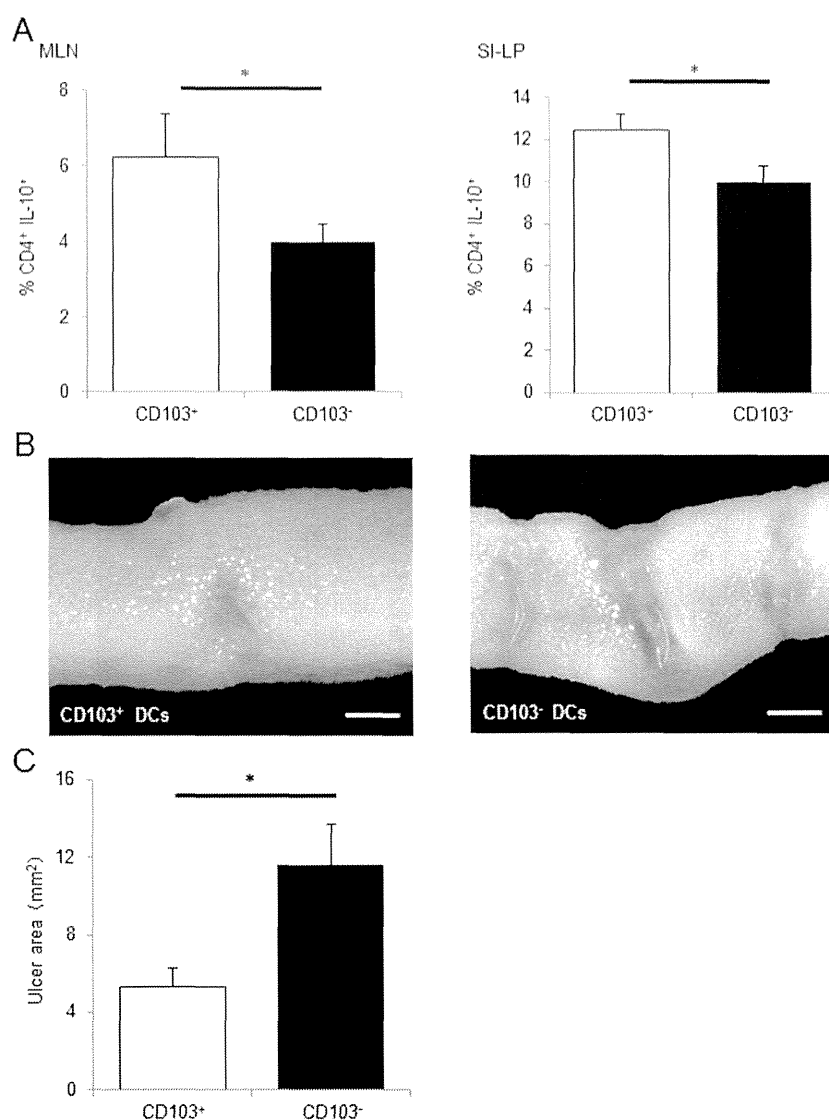 A
MLN
*
8
6
4
2
0
% CD4⁺ IL-10⁺
CD103⁺
CD103⁻
SI-LP
*
14
12
10
8
6
4
2
0
% CD4⁺ IL-10⁺
CD103⁺
CD103⁻
B
CD103⁺ DCs
CD103⁻ DCs
C
*
16
12
8
4
0
Ulcer area (mm²)
CD103⁺
CD103⁻